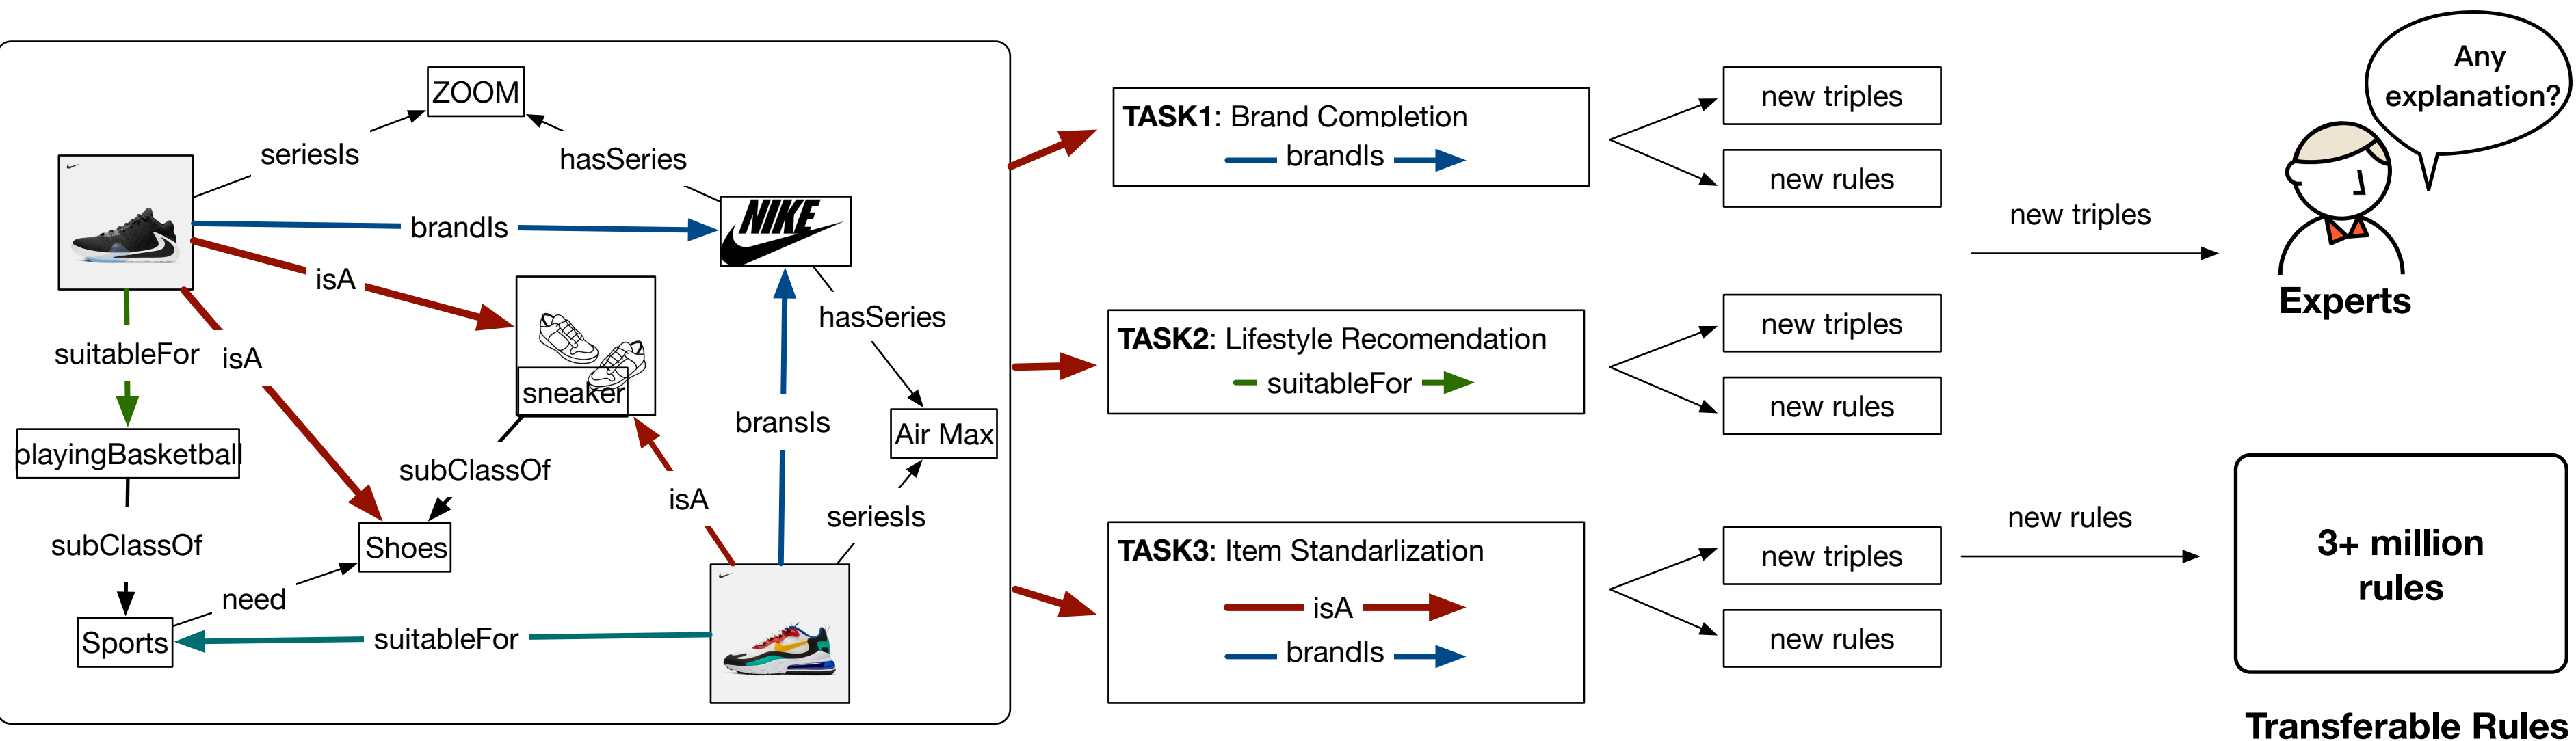 ZOOM
seriesIs
hasSeries
NIKE
brandIs
isA
hasSeries
suitableFor
isA
sneaker
bransIs
Air Max
playingBasketball
subClassOf
isA
seriesIs
subClassOf
Shoes
need
Sports
suitableFor
TASK1: Brand Completion
brandIs
TASK2: Lifestyle Recomendation
suitableFor
TASK3: Item Standarlization
isA
brandIs
new triples
new rules
new triples
new rules
new triples
new rules
new triples
new rules
Any
explanation?
Experts
3+ million
rules
Transferable Rules